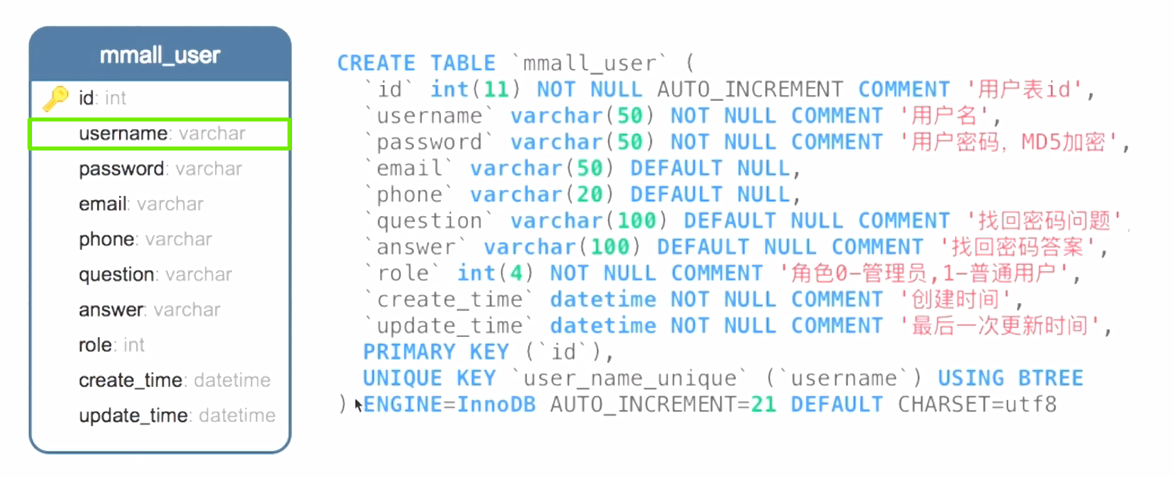 mmall_user
id: int
username: varchar
password: varchar
email: varchar
phone: varchar
question: varchar
answer: varchar
role: int
create_time: datetime
update_time: datetime
CREATE TABLE `mmall_user` (
`id` int(11) NOT NULL AUTO_INCREMENT COMMENT '用户表id',
`username` varchar(50) NOT NULL COMMENT '用户名',
`password` varchar(50) NOT NULL COMMENT '用户密码，MD5加密',
`email` varchar(50) DEFAULT NULL,
`phone` varchar(20) DEFAULT NULL,
`question` varchar(100) DEFAULT NULL COMMENT '找回密码问题',
`answer` varchar(100) DEFAULT NULL COMMENT '找回密码答案',
`role` int(4) NOT NULL COMMENT '角色0-管理员,1-普通用户',
`create_time` datetime NOT NULL COMMENT '创建时间',
`update_time` datetime NOT NULL COMMENT '最后一次更新时间',
PRIMARY KEY (`id`),
UNIQUE KEY `user_name_unique` (`username`) USING BTREE
) ENGINE=InnoDB AUTO_INCREMENT=21 DEFAULT CHARSET=utf8